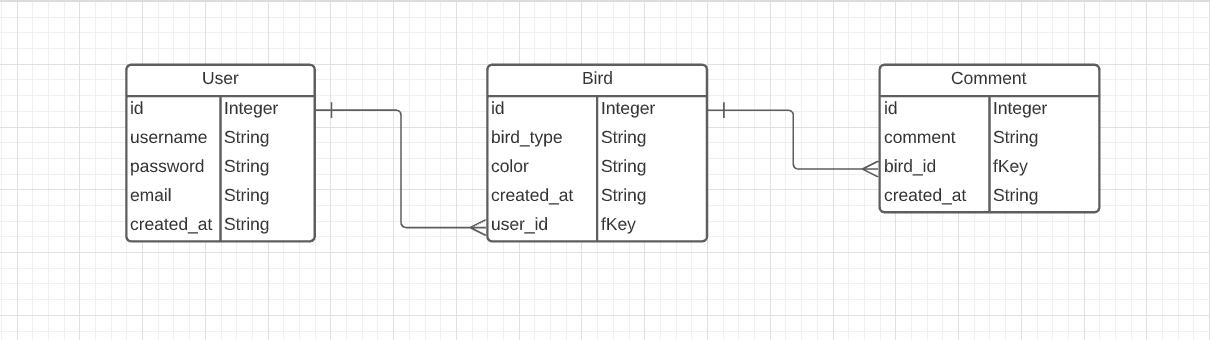 User
id Integer
username String
password String
email String
created_at String
Bird
id Integer
bird_type String
color String
created_at String
user_id fKey
Comment
id Integer
comment String
bird_id fKey
created_at String